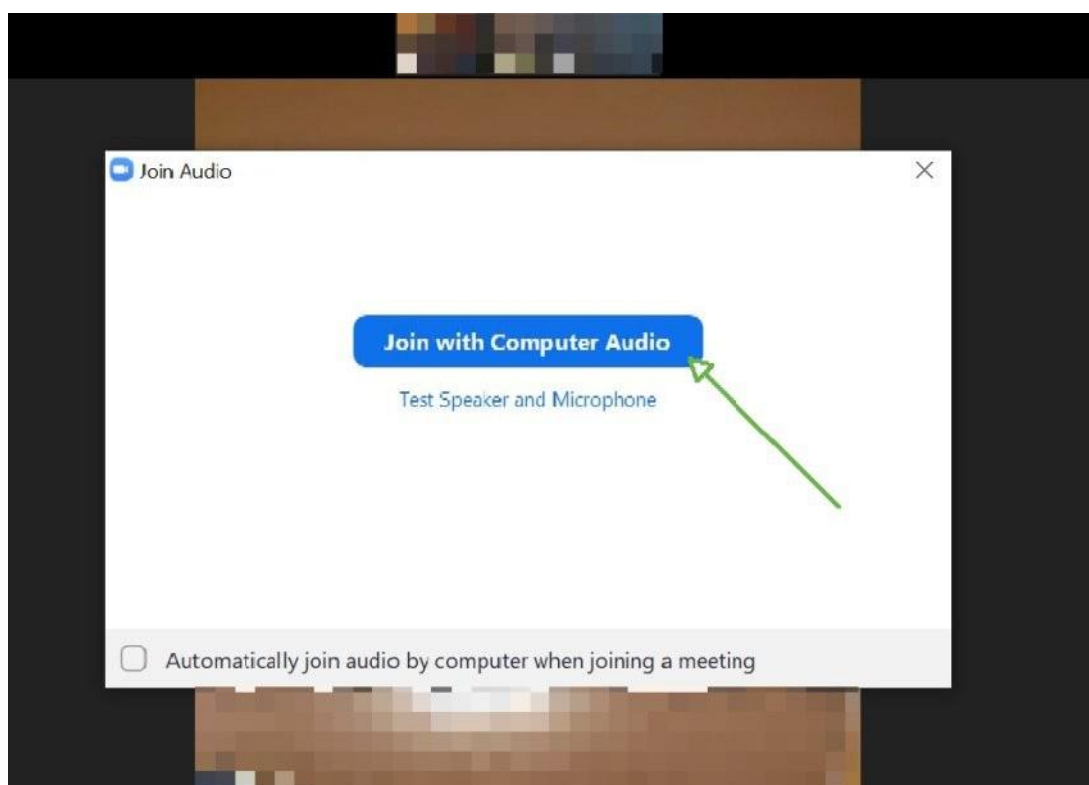 Join Audio
Join with Computer Audio
Test Speaker and Microphone
Automatically join audio by computer when joining a meeting